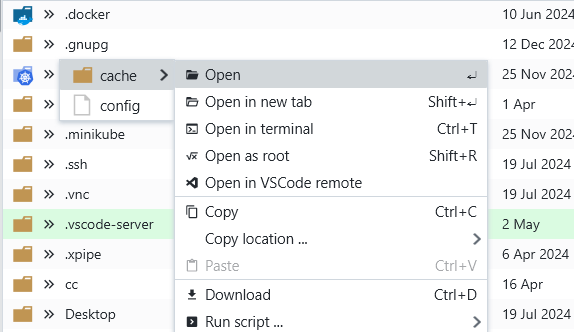 .docker 10 Jun 2024
.gnupg 12 Dec 2024
cache Open 25 Nov 2024
config Open in new tab Shift+↵ 1 Apr
.minikube Open in terminal Ctrl+T 25 Nov 2024
.ssh Open as root Shift+R 19 Jul 2024
.vnc Open in VSCode remote 19 Jul 2024
.vscode-server Copy Ctrl+C 2 May
Copy location ...
.xpipe 6 Apr 2024
Paste Ctrl+V
cc 16 Apr
Download Ctrl+D
Desktop Run script ... 19 Jul 2024